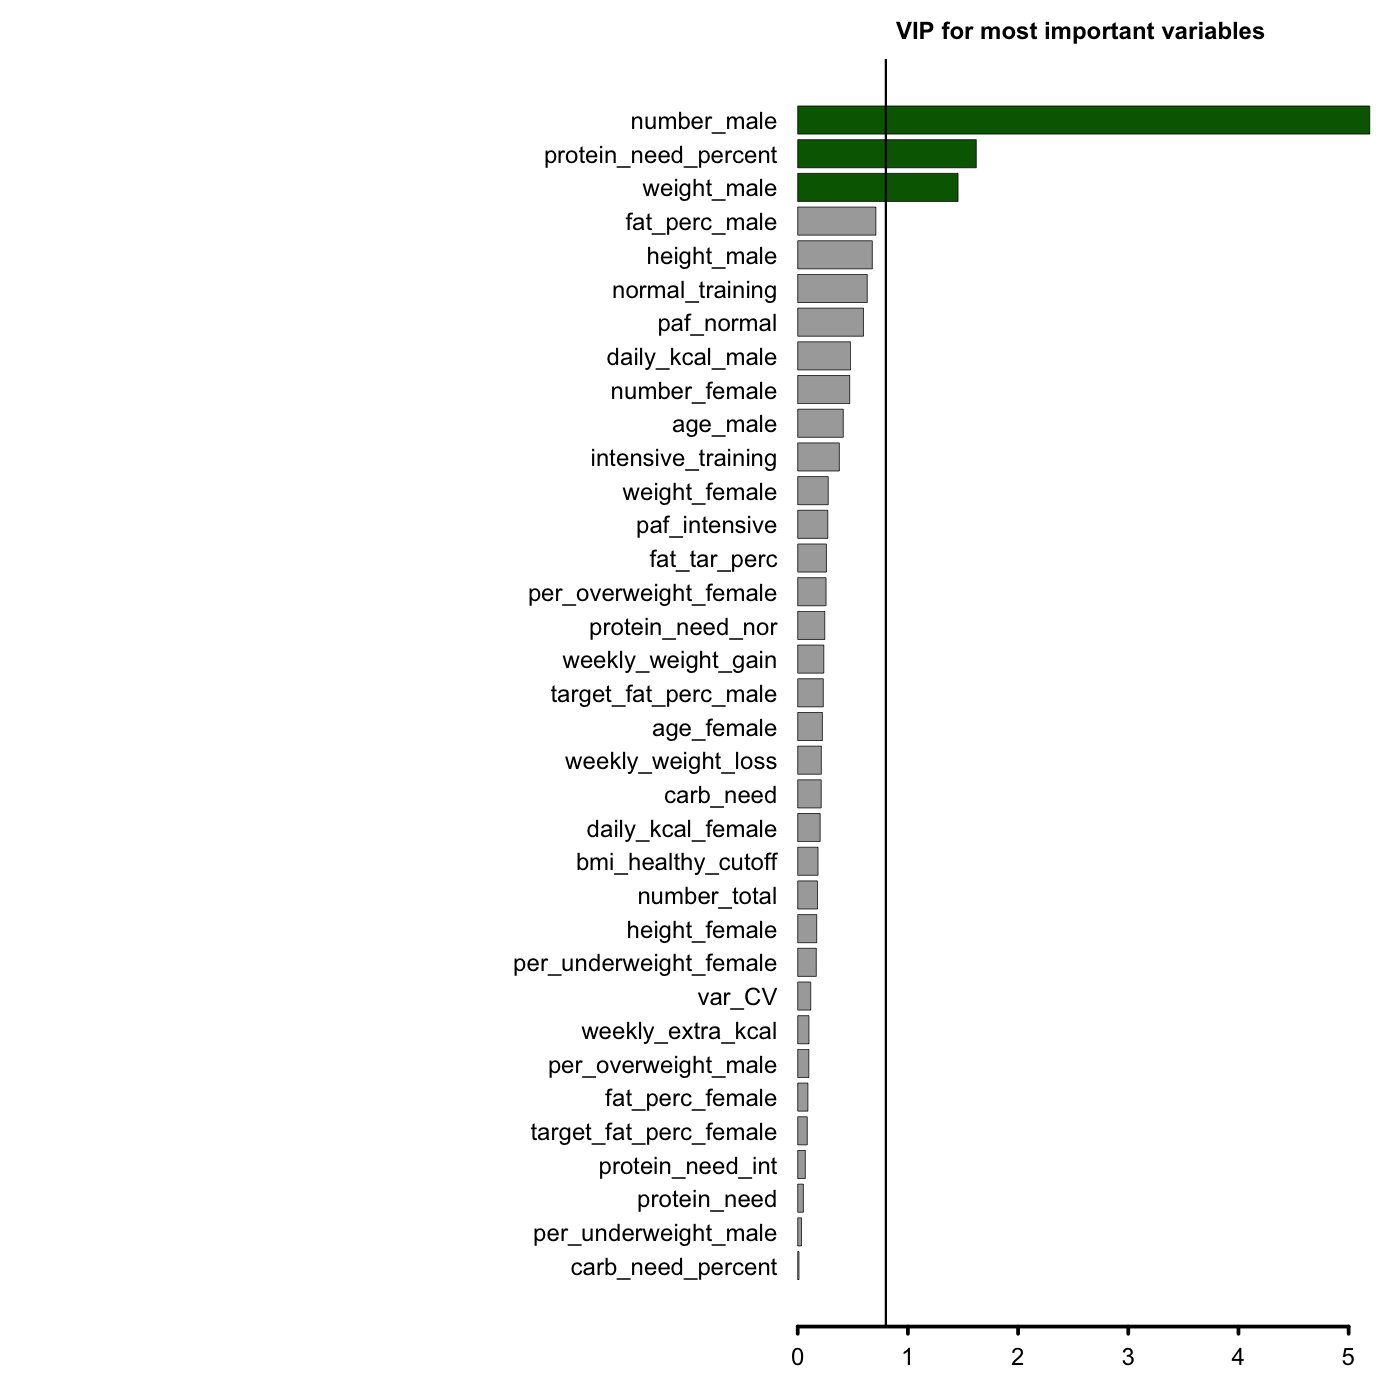 VIP for most important variables
number_male
protein_need_percent
weight_male
fat_perc_male
height_male
normal_training
paf_normal
daily_kcal_male
number_female
age_male
intensive_training
weight_female
paf_intensive
fat_tar_perc
per_overweight_female
protein_need_nor
weekly_weight_gain
target_fat_perc_male
age_female
weekly_weight_loss
carb_need
daily_kcal_female
bmi_healthy_cutoff
number_total
height_female
per_underweight_female
var_CV
weekly_extra_kcal
per_overweight_male
fat_perc_female
target_fat_perc_female
protein_need_int
protein_need
per_underweight_male
carb_need_percent
0 1 2 3 4 5